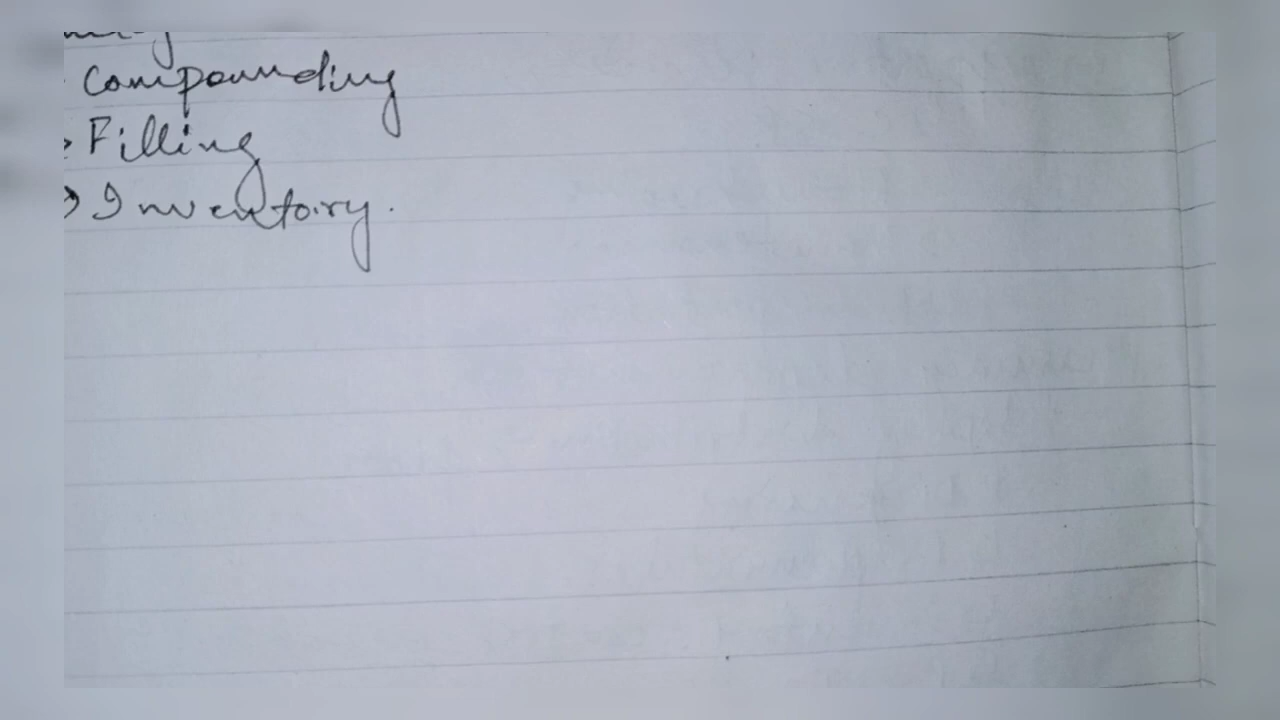 Compounding
→ Filling
→ Inventory.